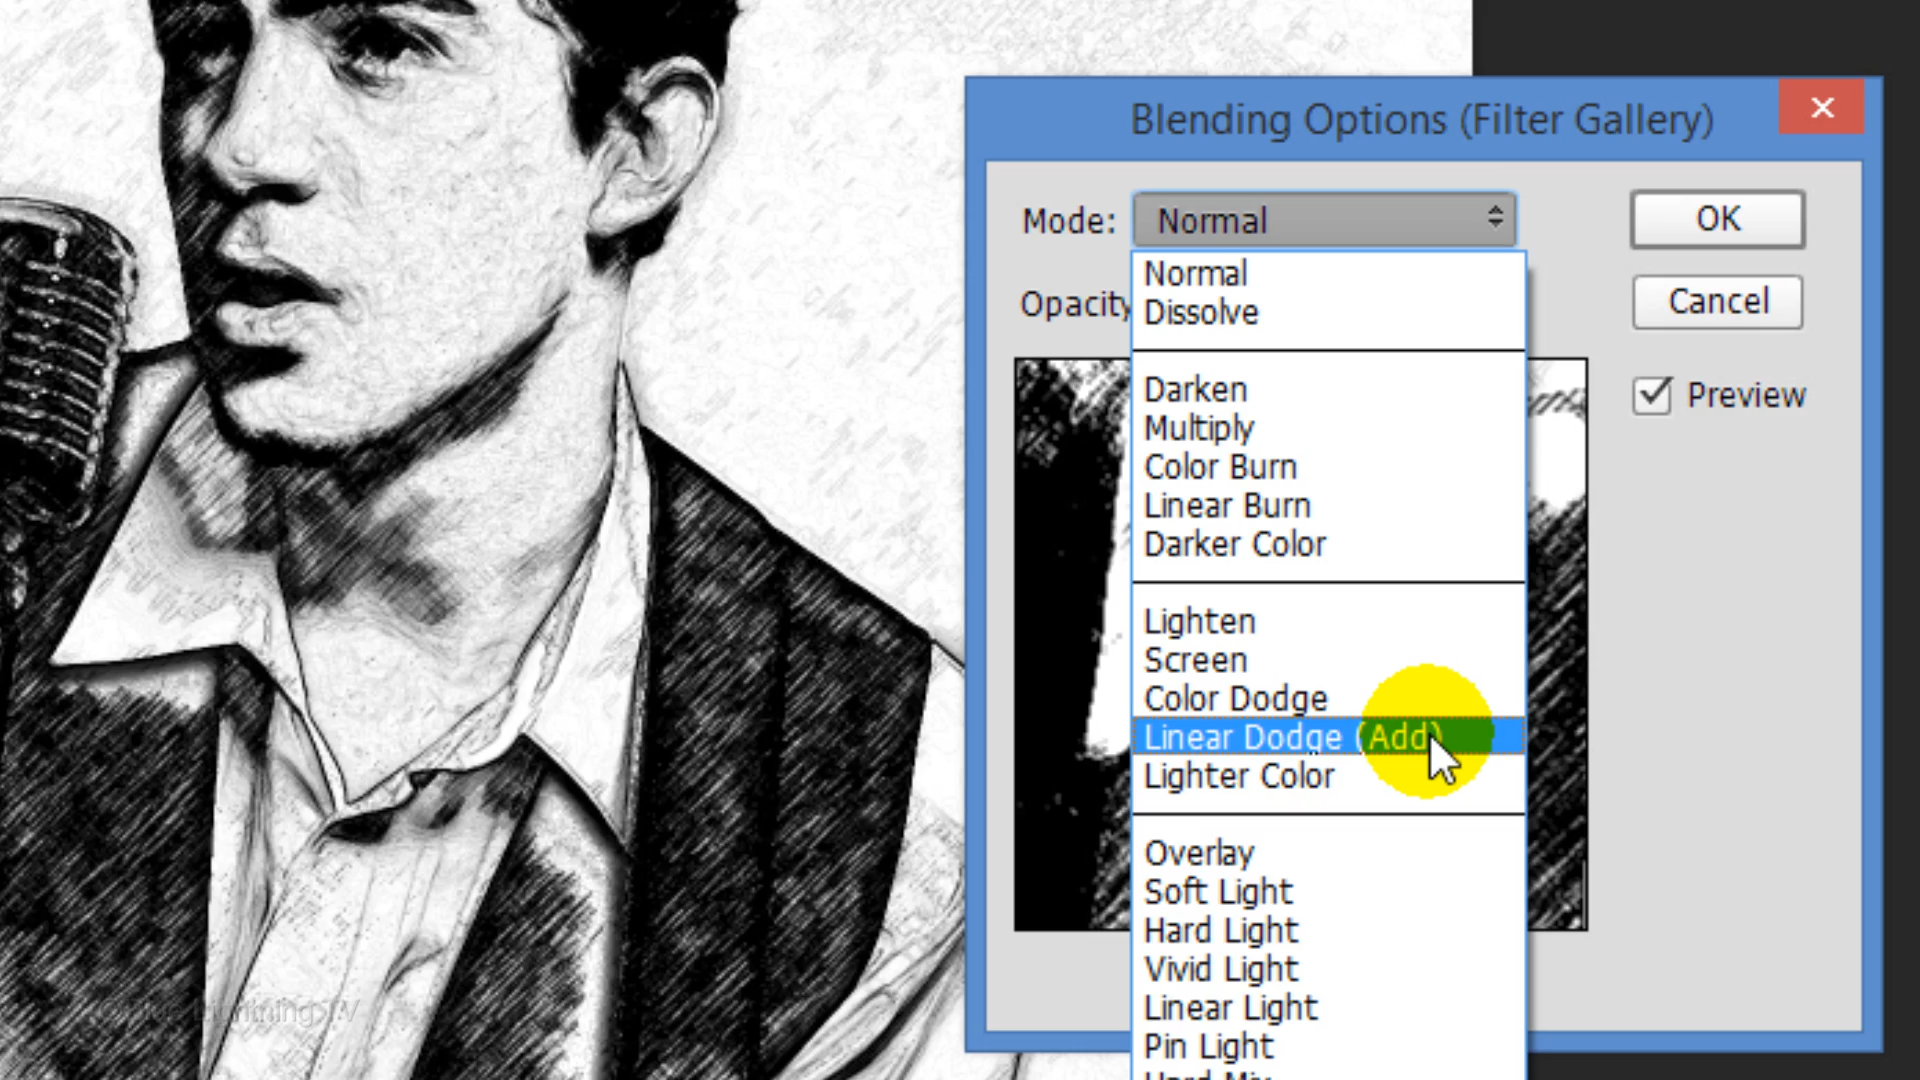 Blending Options (Filter Gallery)
Mode: Normal
OK
Normal
Opacity
Dissolve
Cancel
Darken
Preview
Multiply
Color Burn
Linear Burn
Darker Color
Lighten
Screen
Color Dodge
Linear Dodge (Add)
Lighter Color
Overlay
Soft Light
Hard Light
Vivid Light
Linear Light
Pin Light
Hard Mix